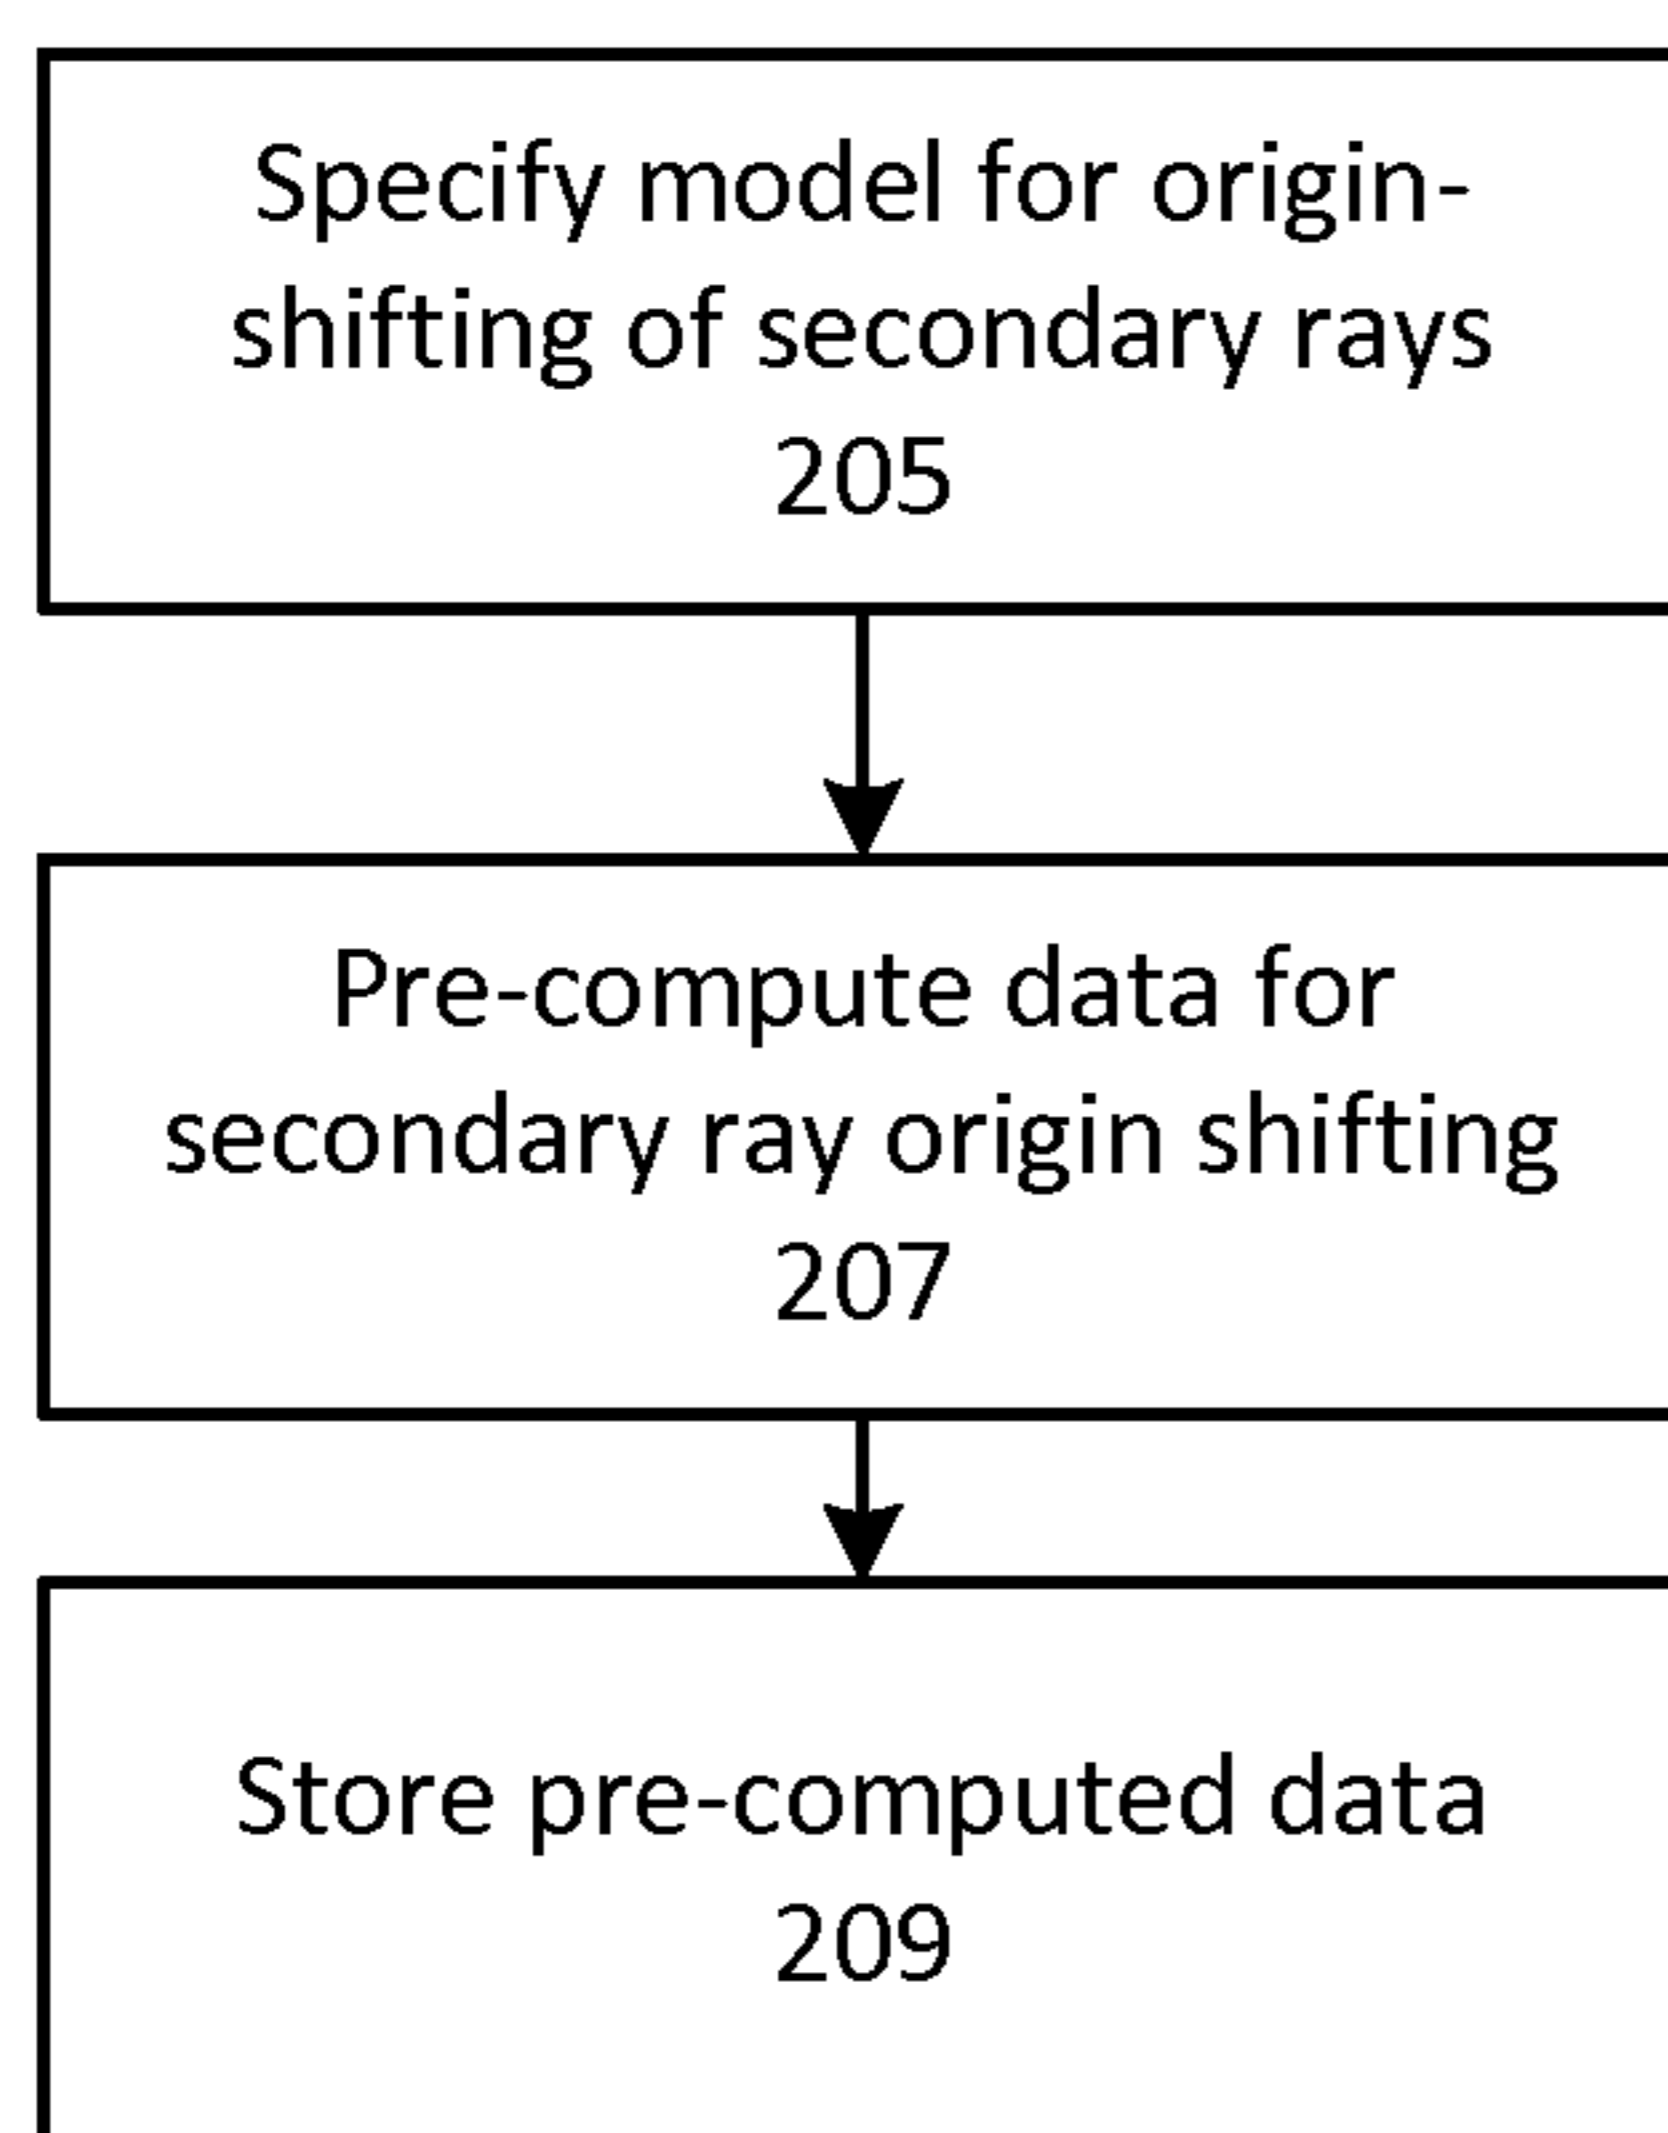 Specify model for origin-
shifting of secondary rays
205
Pre-compute data for
secondary ray origin shifting
207
Store pre-computed data
209